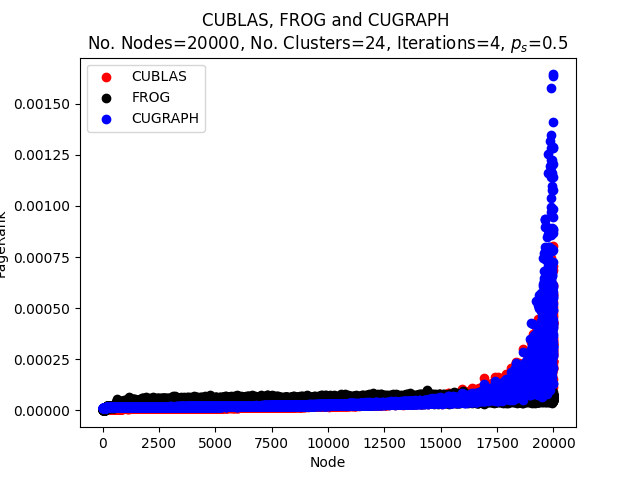 CUBLAS, FROG and CUGRAPH
No. Nodes=20000, No. Clusters=24, Iterations=4, $p_s$=0.5
CUBLAS
FROG
CUGRAPH
PageRank
0.00150
0.00125
0.00100
0.00075
0.00050
0.00025
0.00000
0 2500 5000 7500 10000 12500 15000 17500 20000
Node